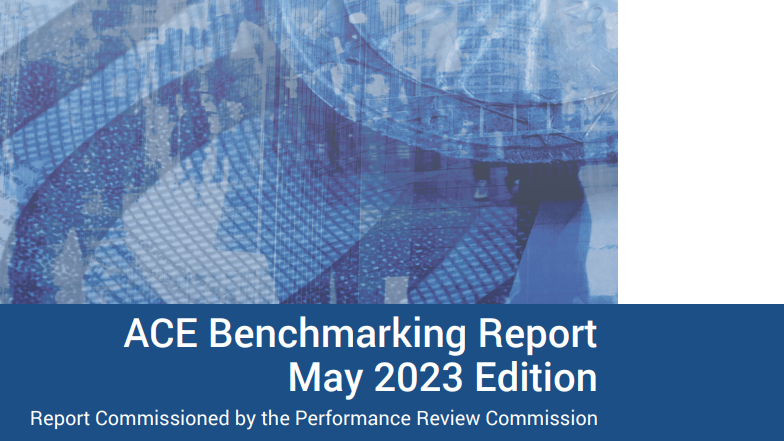 ACE Benchmarking Report
May 2023 Edition
Report Commissioned by the Performance Review Commission